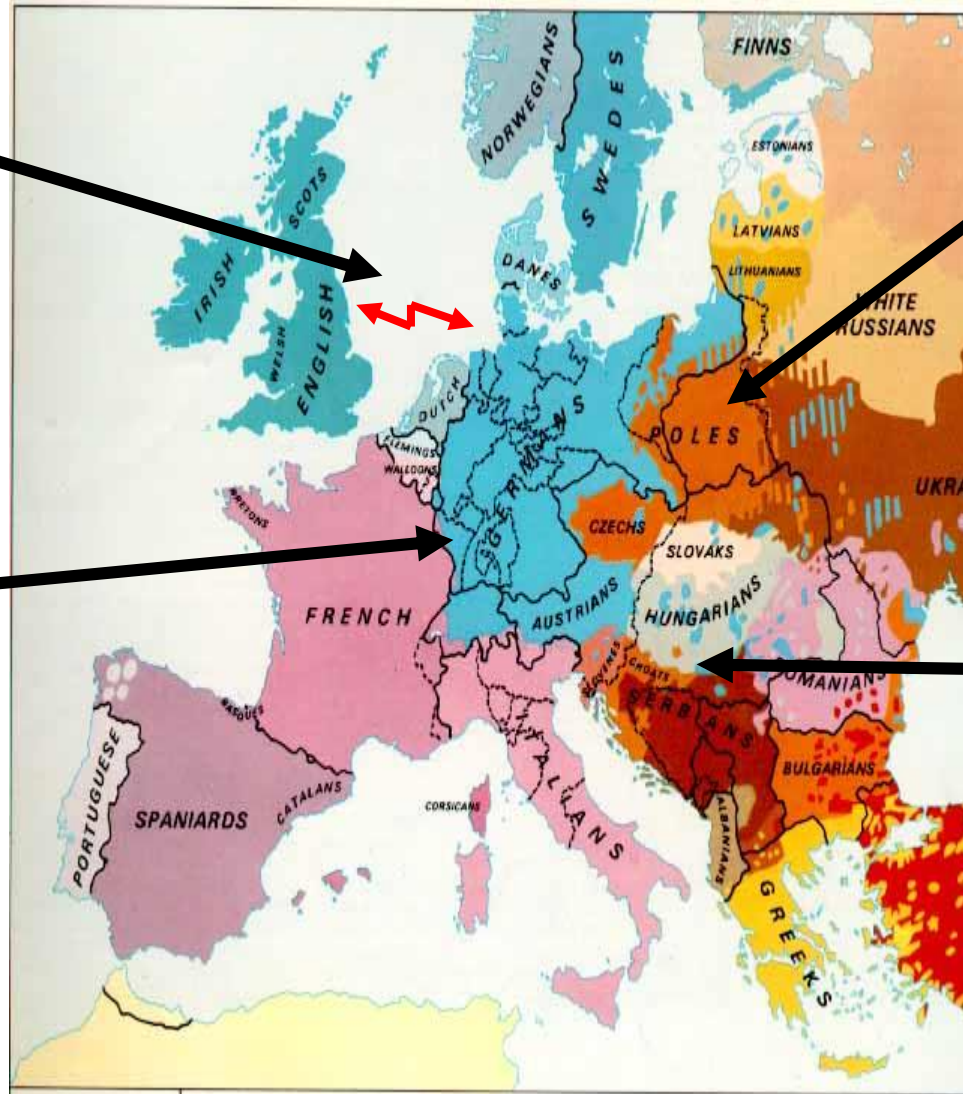 FINNS
NORWEGIANS
SWEDES
ESTONIANS
SCOTS
LATVIANS
IRISH
DANES
LITHUANIANS
WHITE
RUSSIANS
WELSH
ENGLISH
DUTCH
GERMANS
POLES
FLEMINGS
WALLOONS
UKRA
BRETONS
CZECHS
SLOVAKS
FRENCH
AUSTRIANS
HUNGARIANS
SLOVENES
CROATS
ROMANIANS
BASQUES
SERBIANS
PORTUGUESE
SPANIARDS
CATALANS
CORSICANS
ITALIANS
BULGARIANS
ALBANIANS
GREEKS